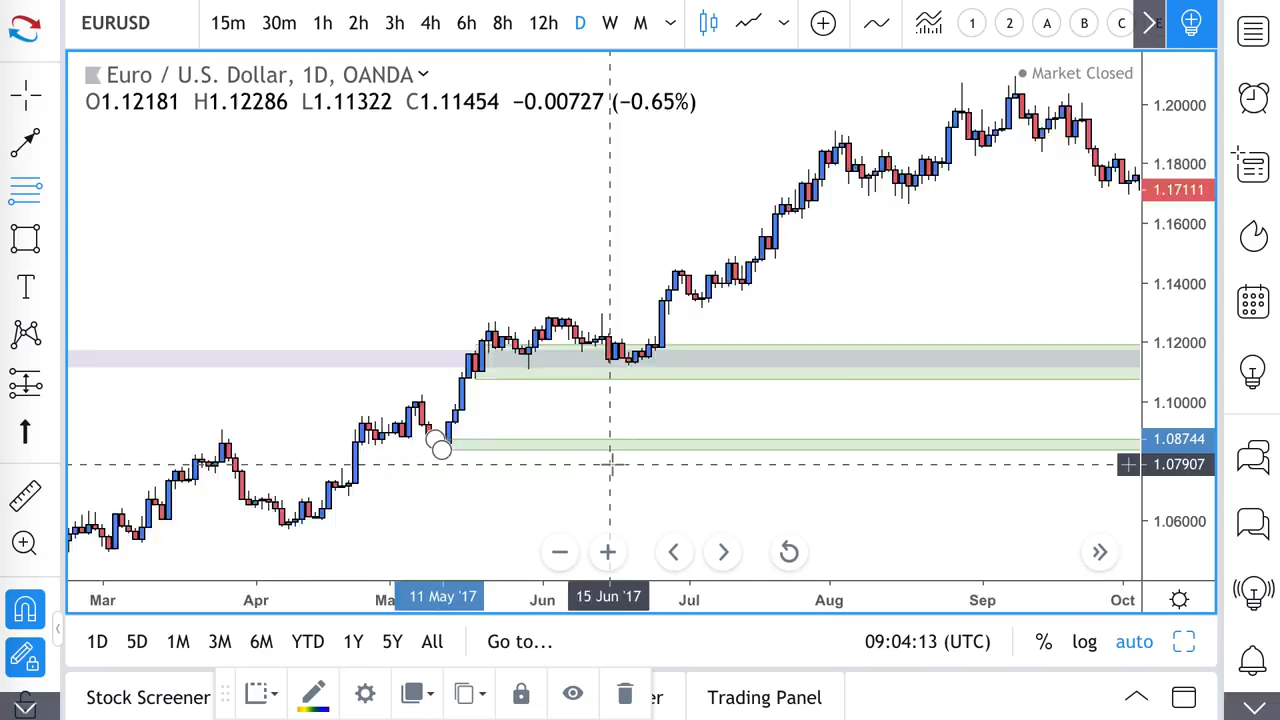 EURUSD 15m 30m 1h 2h 3h 4h 6h 8h 12h D W M 1 2 A B C
Euro / U.S. Dollar, 1D, OANDA
Market Closed
O1.12181 H1.12286 L1.11322 C1.11454 −0.00727 (−0.65%)
1.20000
1.18000
1.17111
1.16000
1.14000
1.12000
1.10000
1.08744
1.07907
1.06000
T
Mar Apr Ma 11 May '17 Jun 15 Jun '17 Jul Aug Sep Oct
1D 5D 1M 3M 6M YTD 1Y 5Y All Go to... 09:04:13 (UTC) % log auto
Stock Screener er Trading Panel